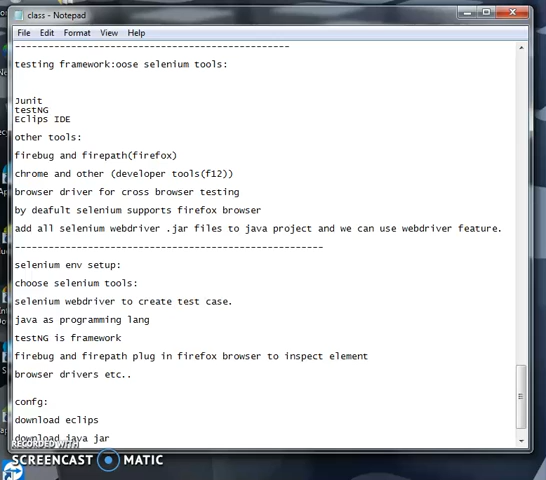 class - Notepad
File Edit Format View Help
---------------------------------------------
testing framework:oose selenium tools:
Junit
testNG
Eclips IDE
other tools:
firebug and firepath(firefox)
chrome and other (developer tools(f12))
browser driver for cross browser testing
by deafult selenium supports firefox browser
add all selenium webdriver .jar files to java project and we can use webdriver feature.
---------------------------------------------------
selenium env setup:
choose selenium tools:
selenium webdriver to create test case.
java as programming lang
testNG is framework
firebug and firepath plug in firefox browser to inspect element
browser drivers etc..
confg:
download eclips
download java jar
RECORDED WITH
SCREENCAST MATIC